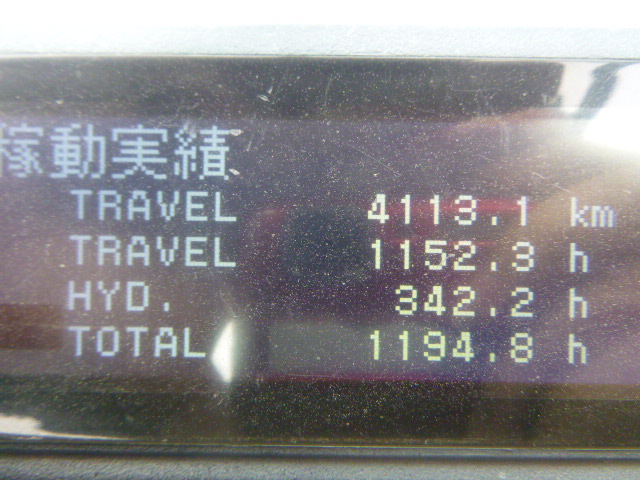 稼動実績
TRAVEL 4113.1 km
TRAVEL 1152.3 h
HYD. 342.2 h
TOTAL 1194.8 h